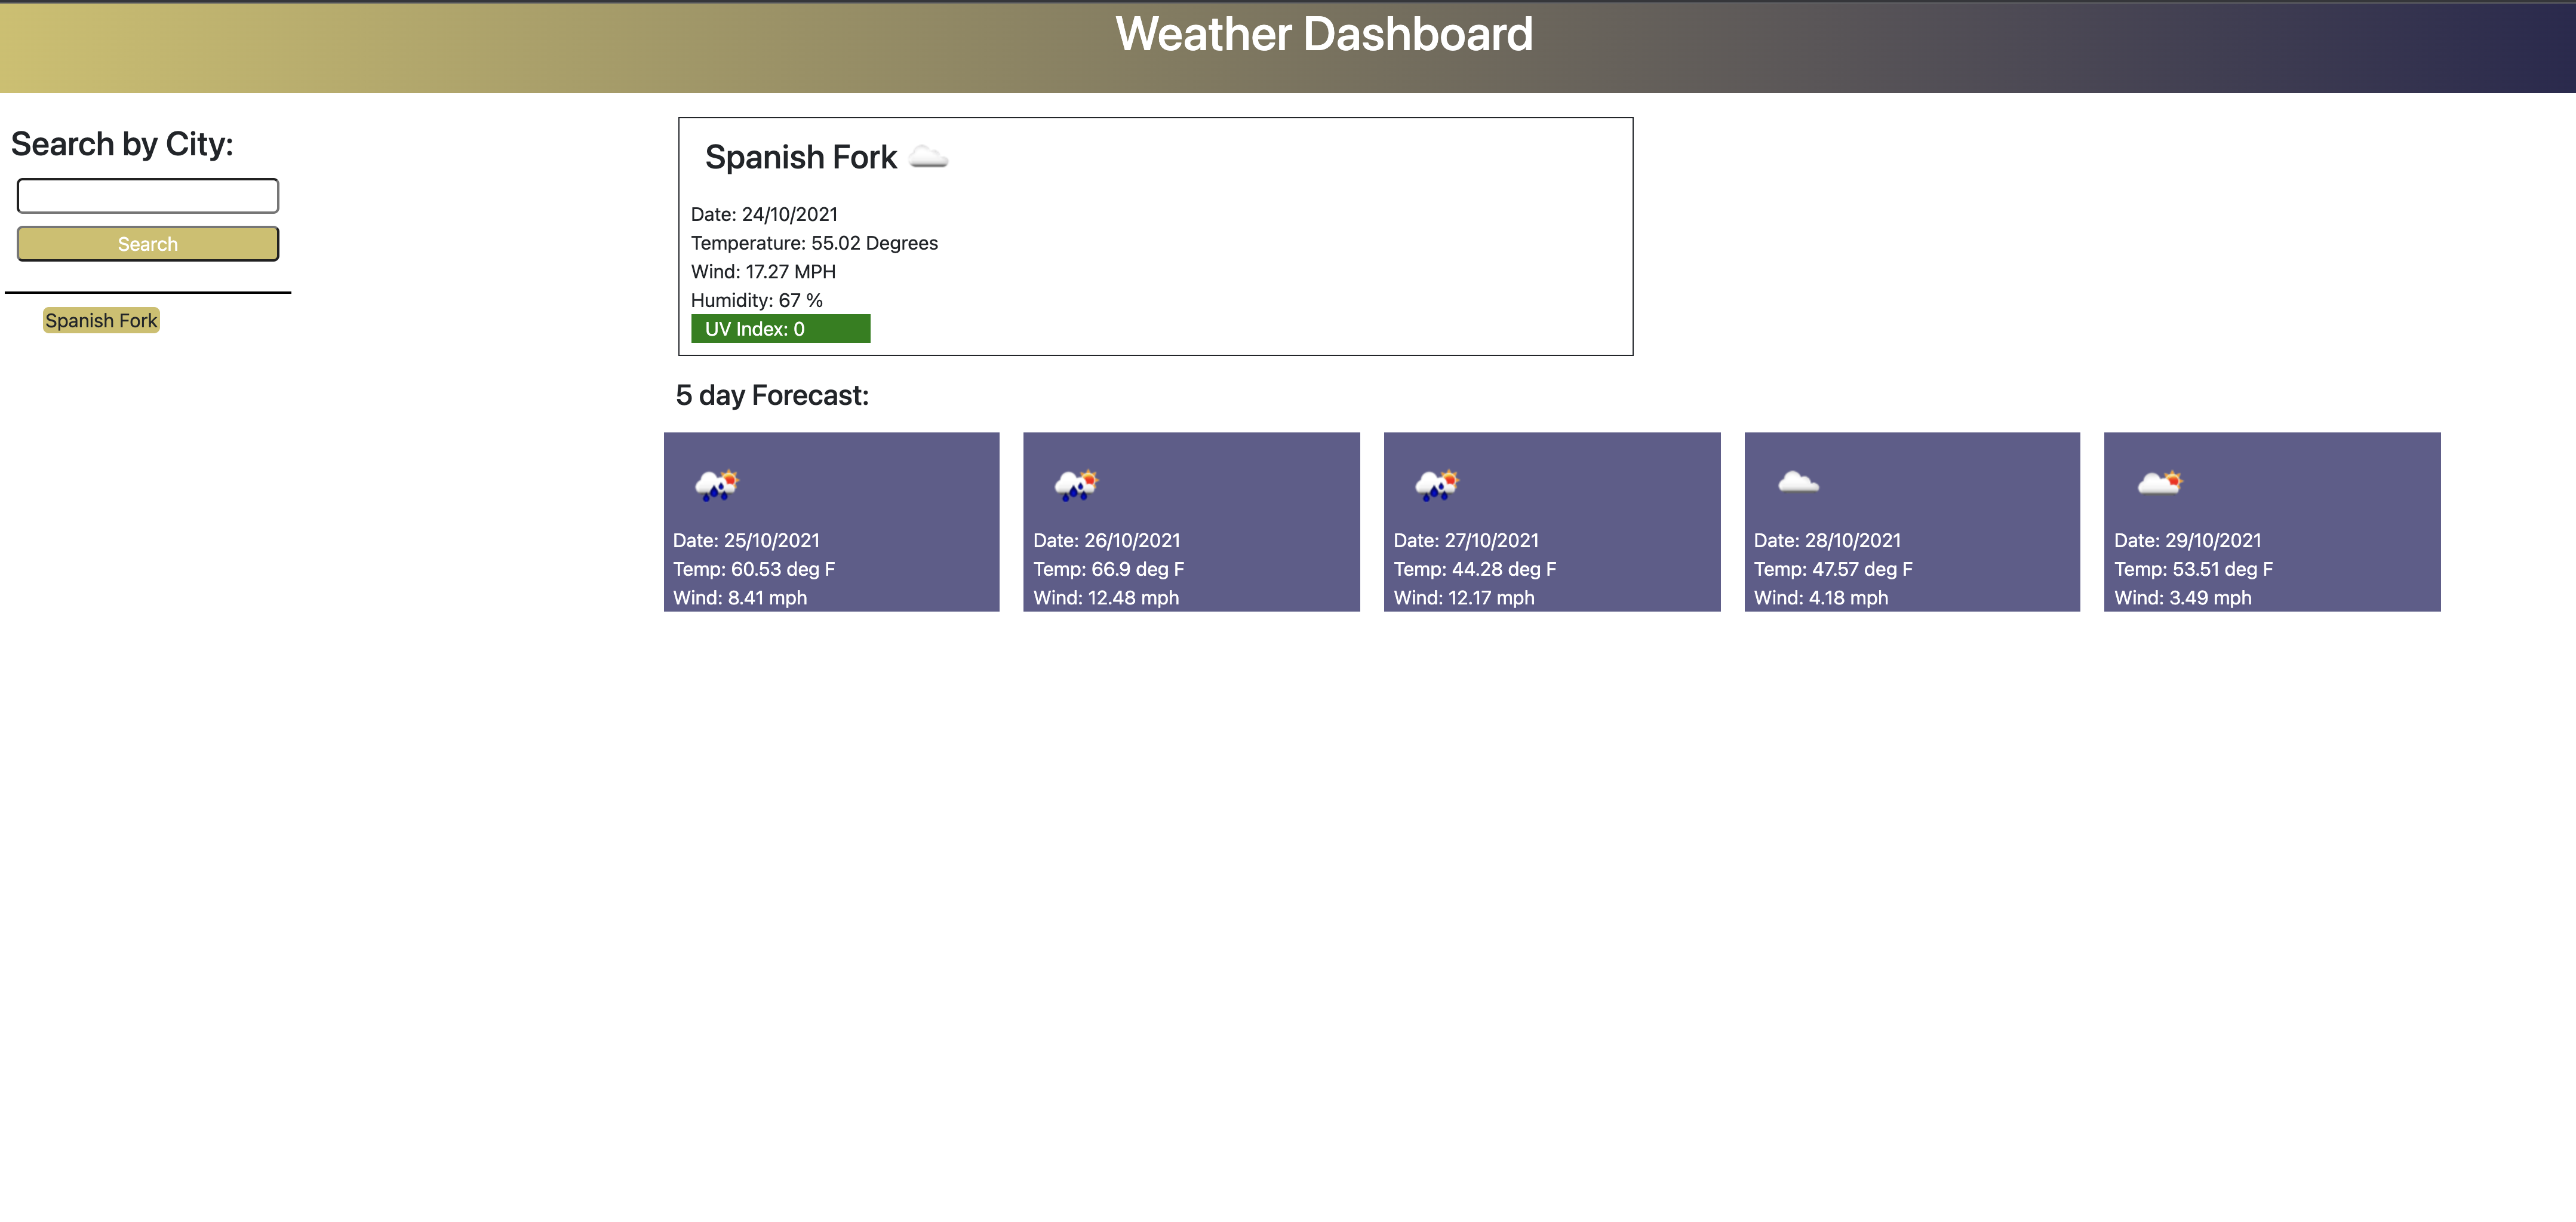 Weather Dashboard
Search by City:
Search
Spanish Fork
Spanish Fork
Date: 24/10/2021
Temperature: 55.02 Degrees
Wind: 17.27 MPH
Humidity: 67 %
UV Index: 0
5 day Forecast:
Date: 25/10/2021
Temp: 60.53 deg F
Wind: 8.41 mph
Date: 26/10/2021
Temp: 66.9 deg F
Wind: 12.48 mph
Date: 27/10/2021
Temp: 44.28 deg F
Wind: 12.17 mph
Date: 28/10/2021
Temp: 47.57 deg F
Wind: 4.18 mph
Date: 29/10/2021
Temp: 53.51 deg F
Wind: 3.49 mph